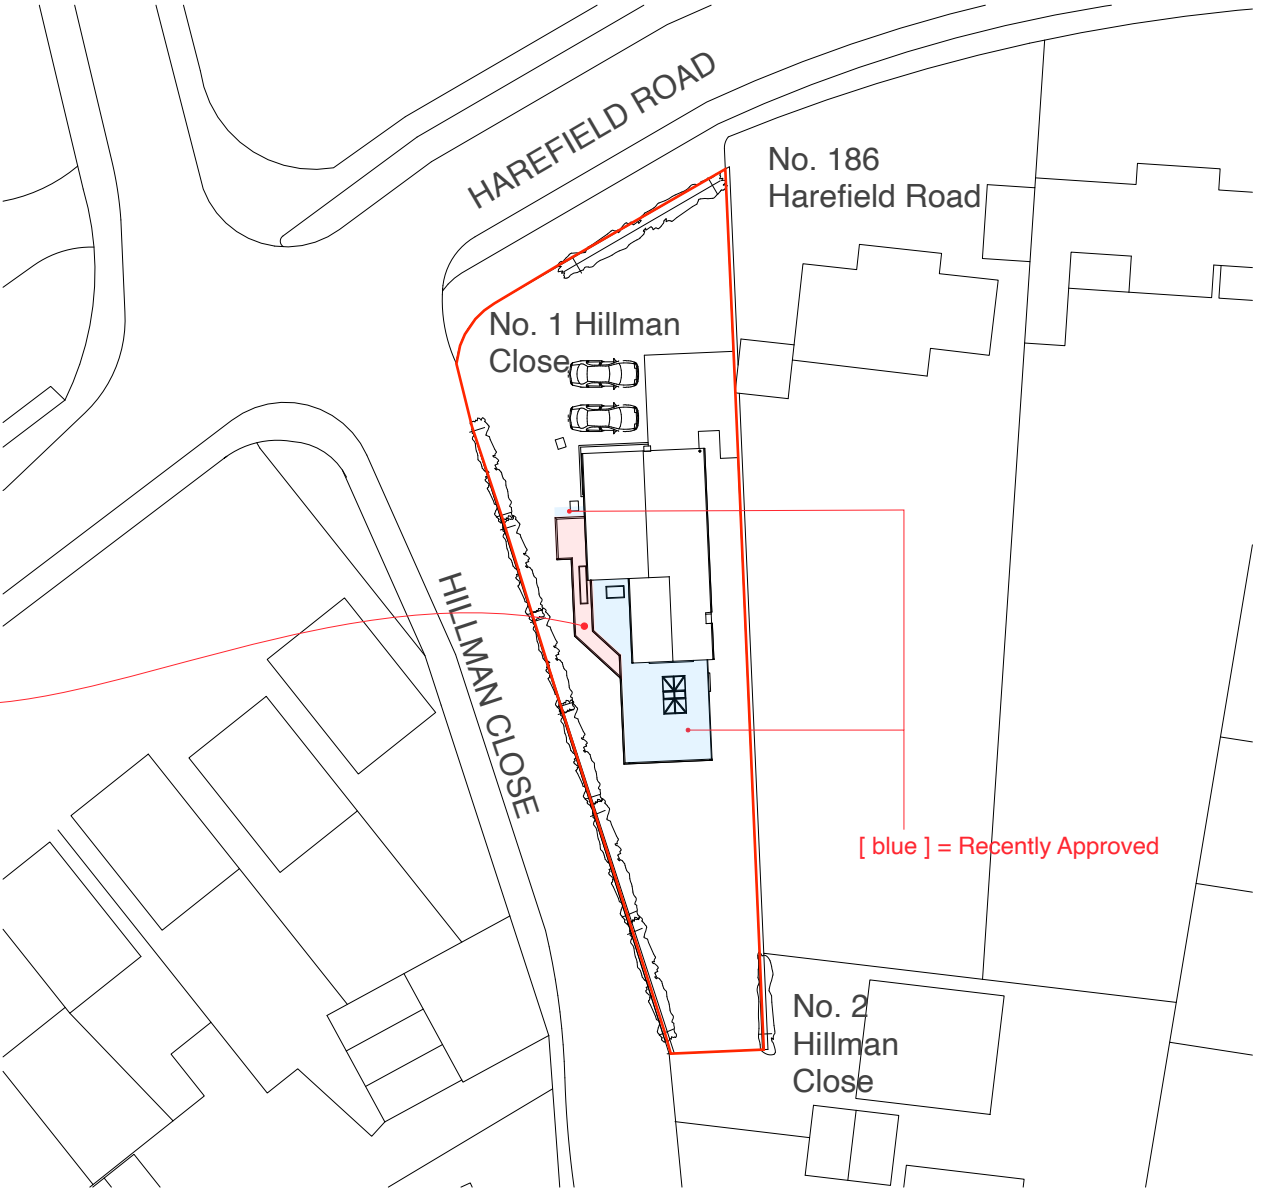 HAREFIELD ROAD
No. 186
Harefield Road
No. 1 Hillman
Close
HILLMAN CLOSE
[ blue ] = Recently Approved
No. 2
Hillman
Close